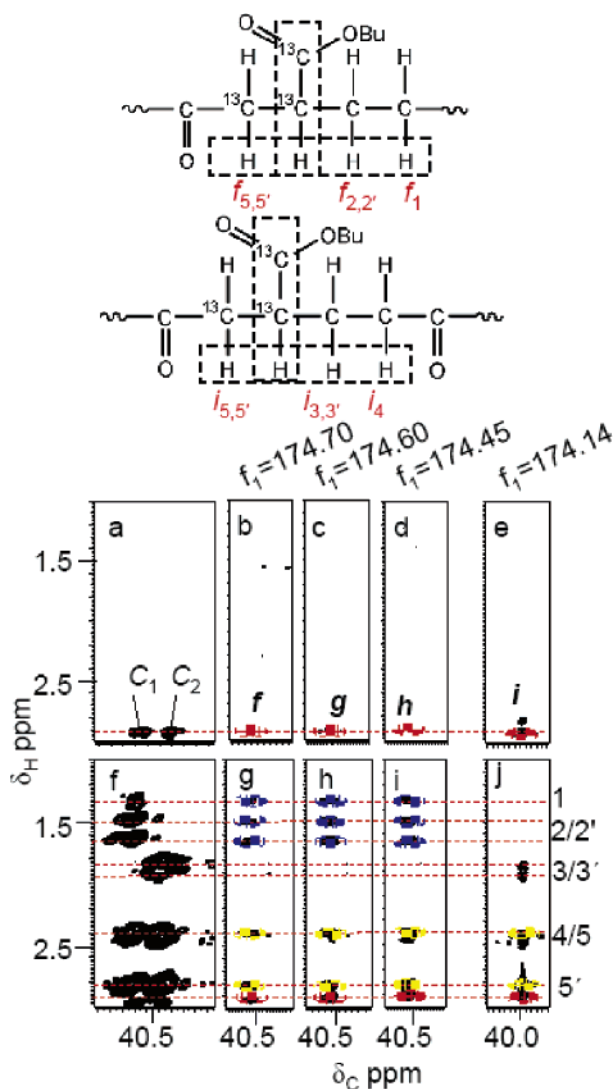 O
OBu
13C
H H H
13C 13C C C
C
O
H H H H
f5,5′ f2,2′ f1
O
OBu
13C
H H H
C 13C 13C C C C
O H H H H O
i5,5′ i3,3′ i4
f1=174.70 f1=174.60 f1=174.45 f1=174.14
a b c d e
1.5
2.5
C1 C2 f g h i
δH ppm
f g h i j
1
1.5 2/2'
3/3′
4/5
2.5
5′
40.5 40.5 40.5 40.5 40.0
δC ppm